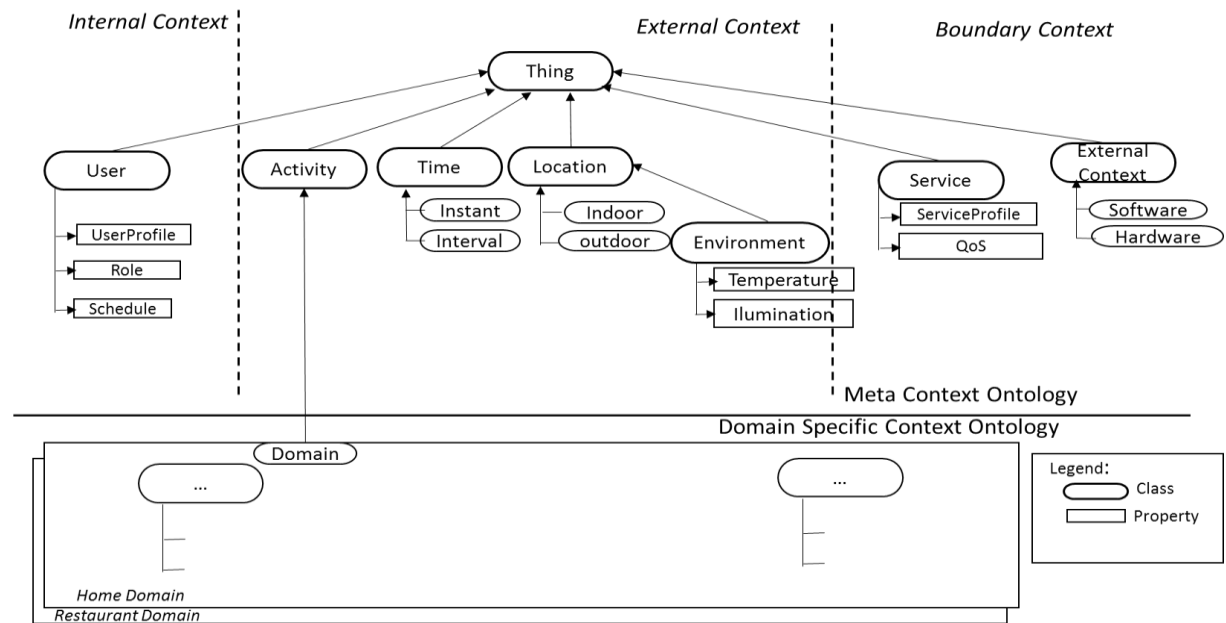 Internal Context
External Context
Boundary Context
Thing
User
Activity
Time
Location
Service
External
Context
UserProfile
Role
Schedule
Instant
Interval
Indoor
outdoor
Environment
Temperature
Ilumination
ServiceProfile
QoS
Software
Hardware
Meta Context Ontology
Domain Specific Context Ontology
Domain
...
...
Home Domain
Restaurant Domain
Legend:
Class
Property